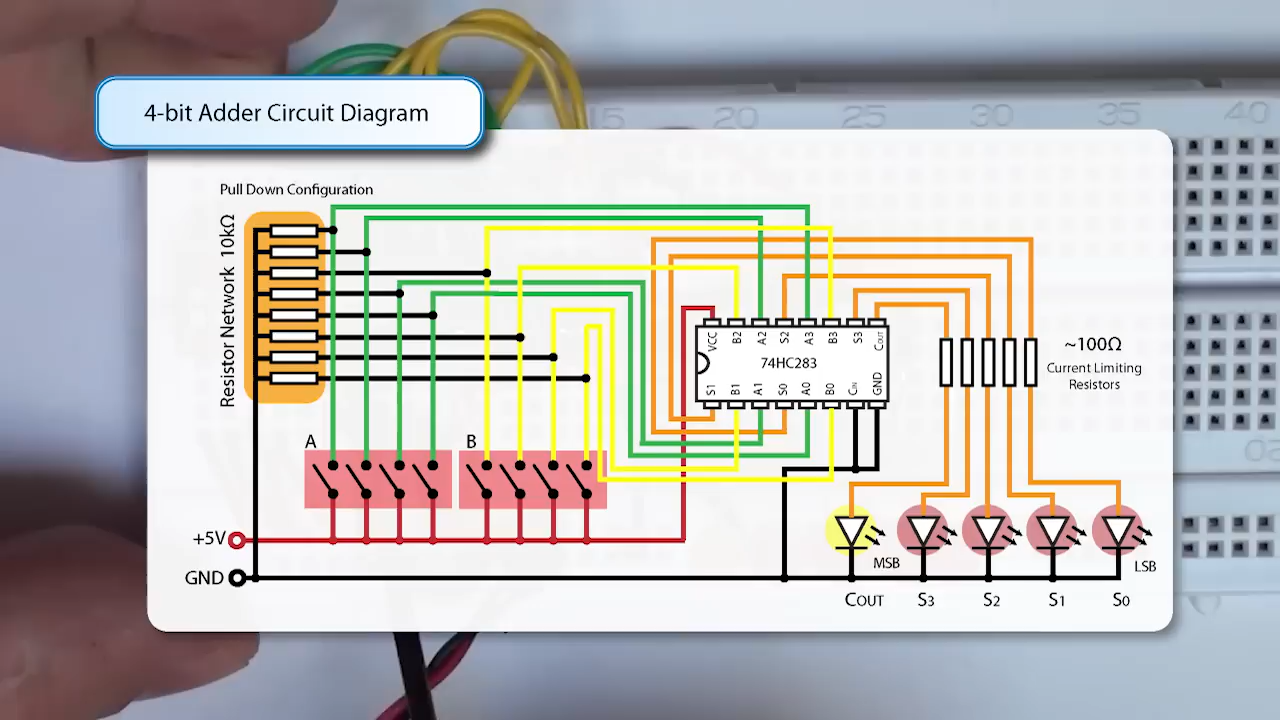 4-bit Adder Circuit Diagram
15 20 25 30 35 40
Pull Down Configuration
Resistor Network 10kΩ
VCC B2 A2 S2 A3 B3 S3 COUT
74HC283
S1 B1 A1 S0 A0 B0 CIN GND
~100Ω
Current Limiting
Resistors
A
B
+5V
GND
MSB
LSB
COUT S3 S2 S1 S0